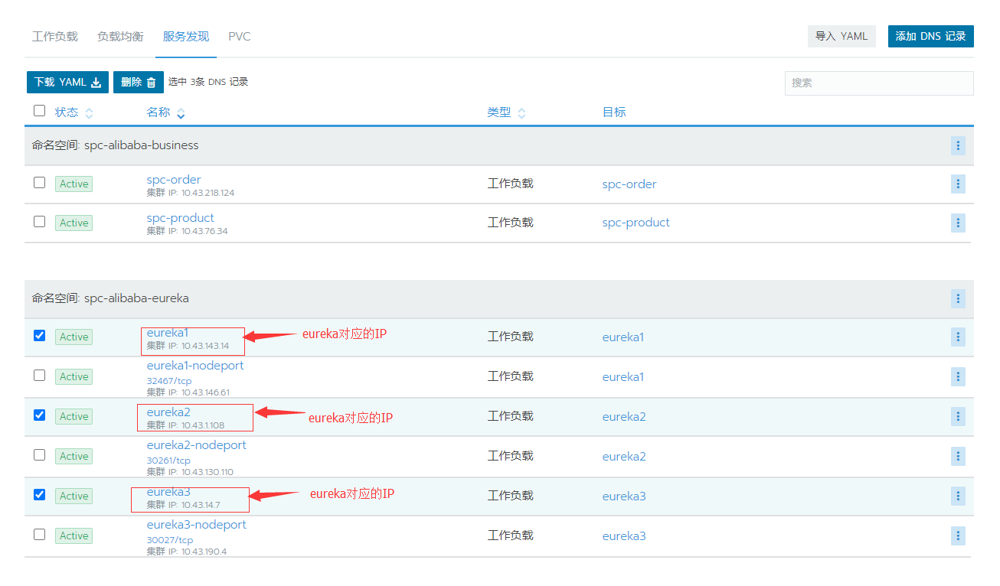 工作负载 负载均衡 服务发现 PVC 导入 YAML 添加 DNS 记录
下载 YAML 删除 选中 3条 DNS 记录 搜索
状态 名称 类型 目标
命名空间: spc-alibaba-business
Active spc-order 工作负载 spc-order
集群 IP: 10.43.218.124
Active spc-product 工作负载 spc-product
集群 IP: 10.43.76.34
命名空间: spc-alibaba-eureka
Active eureka1 eureka对应的IP 工作负载 eureka1
集群 IP: 10.43.143.14
Active eureka1-nodeport 工作负载 eureka1
32467/tcp
集群 IP: 10.43.146.61
Active eureka2 eureka对应的IP 工作负载 eureka2
集群 IP: 10.43.1.108
Active eureka2-nodeport 工作负载 eureka2
30261/tcp
集群 IP: 10.43.130.110
Active eureka3 eureka对应的IP 工作负载 eureka3
集群 IP: 10.43.14.7
Active eureka3-nodeport 工作负载 eureka3
30027/tcp
集群 IP: 10.43.190.4